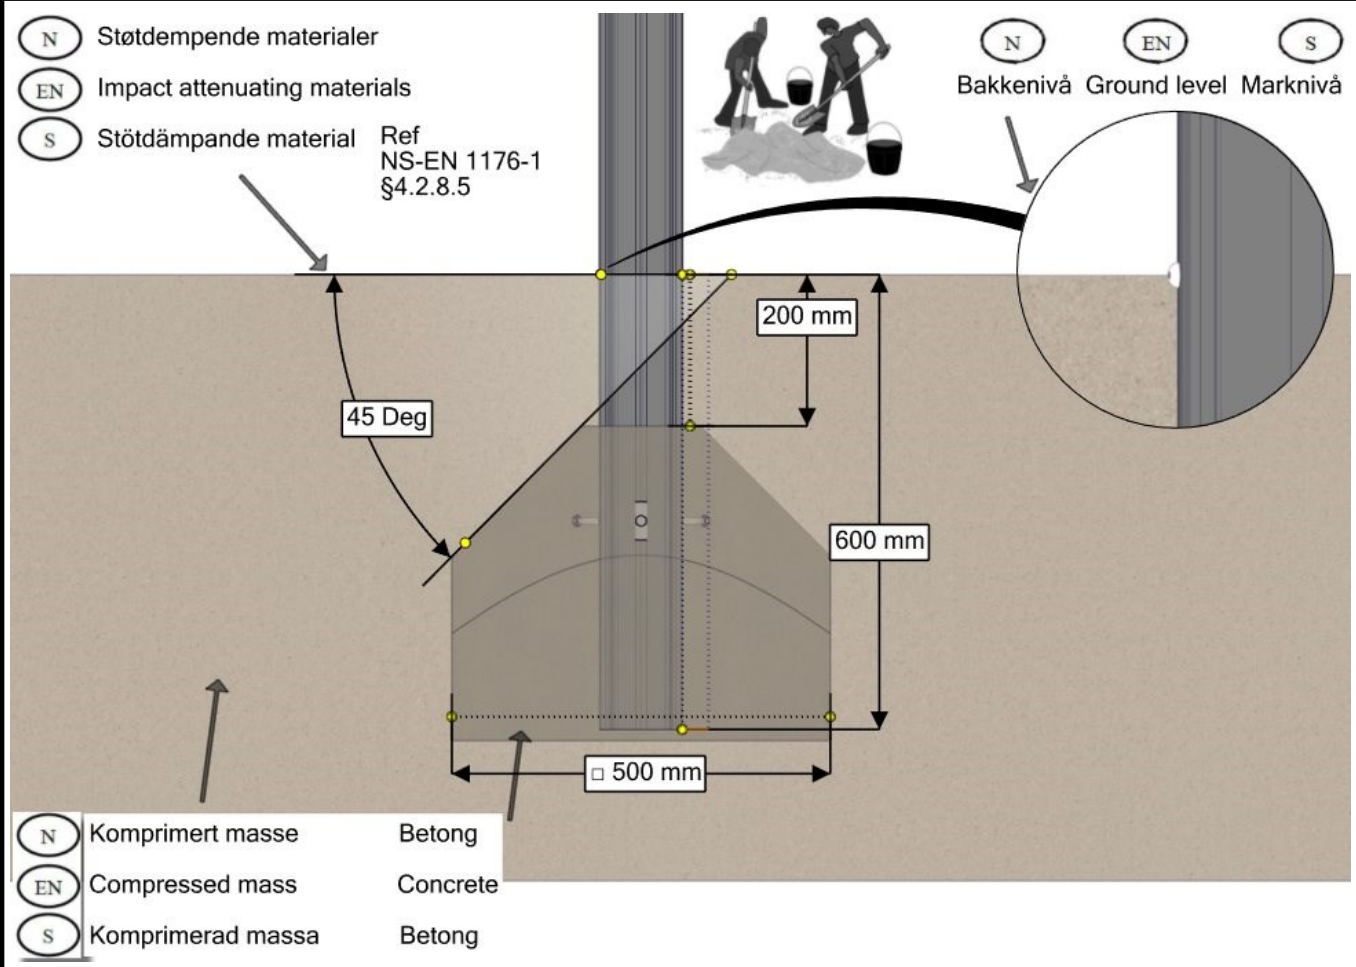 N Støtdempende materialer
EN Impact attenuating materials
S Stötdämpande material
Ref
NS-EN 1176-1
§4.2.8.5
N EN S
Bakkenivå Ground level Marknivå
200 mm
45 Deg
600 mm
□ 500 mm
N Komprimert masse Betong
EN Compressed mass Concrete
S Komprimerad massa Betong